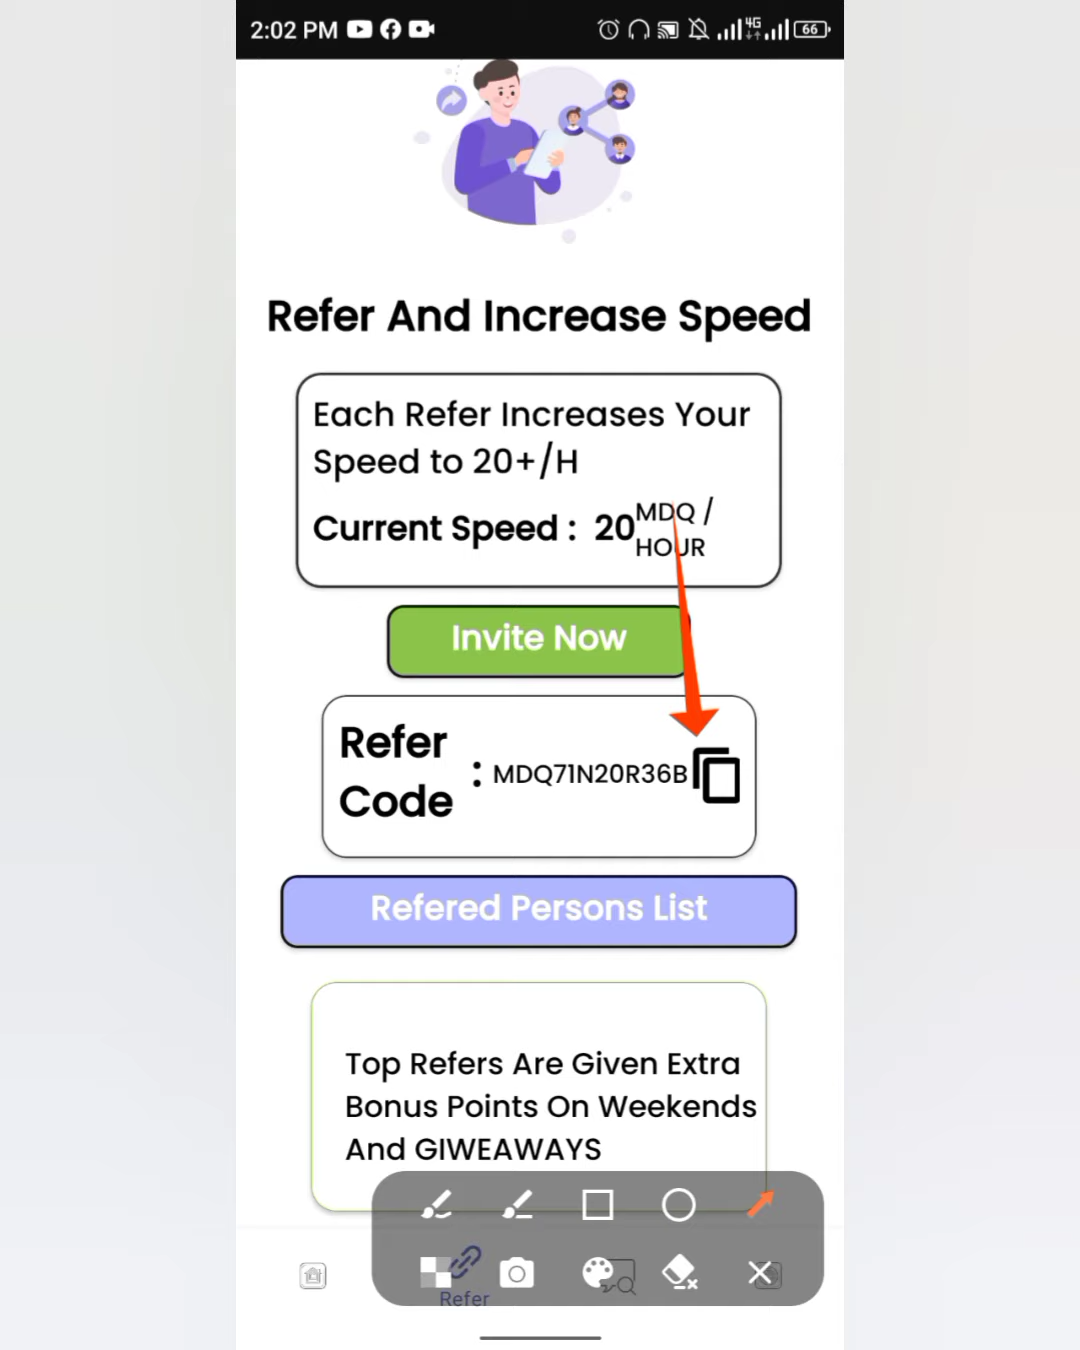 2:02 PM
4G
66
Refer And Increase Speed
Each Refer Increases Your
Speed to 20+/H
Current Speed : 20 MDQ /
HOUR
Invite Now
Refer
Code
: MDQ71N20R36B
Refered Persons List
Top Refers Are Given Extra
Bonus Points On Weekends
And GIWEAWAYS
Refer